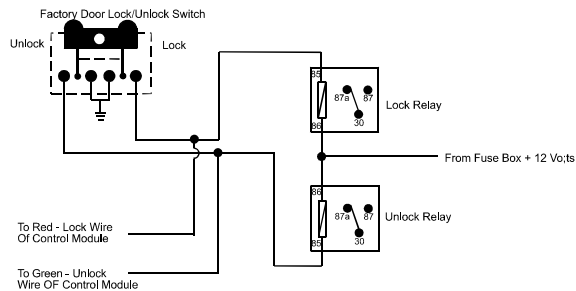 Factory Door Lock/Unlock Switch
Unlock
Lock
85
87a
87
30
86
Lock Relay
From Fuse Box + 12 Vo;ts
86
87a
87
30
85
Unlock Relay
To Red - Lock Wire
Of Control Module
To Green - Unlock
Wire OF Control Module